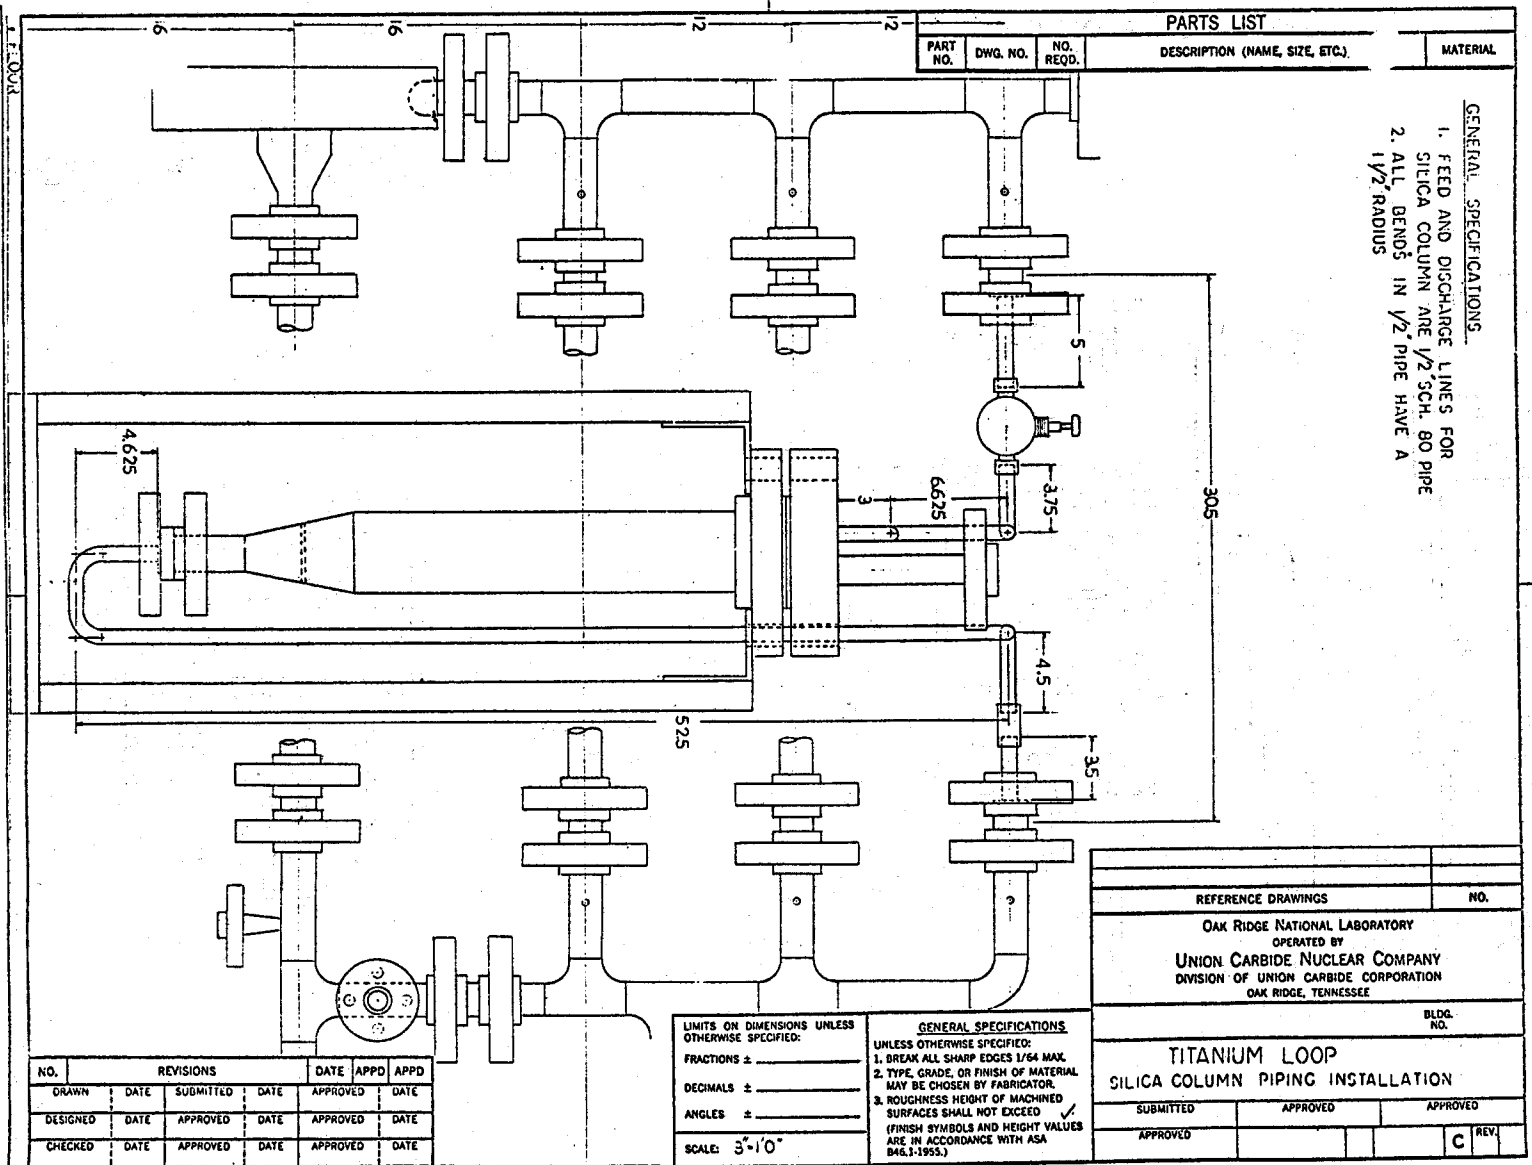 PARTS LIST
PART NO.
DWG. NO.
NO. REQD.
DESCRIPTION (NAME, SIZE, ETC.)
MATERIAL
16
16
12
12
GENERAL SPECIFICATIONS
1. FEED AND DISCHARGE LINES FOR
SILICA COLUMN ARE 1/2" SCH. 80 PIPE
2. ALL BENDS IN 1/2" PIPE HAVE A
1 1/2" RADIUS
5
3.75
6.625
3
30.5
4.625
4.5
3.5
52.5
REFERENCE DRAWINGS
NO.
OAK RIDGE NATIONAL LABORATORY
OPERATED BY
UNION CARBIDE NUCLEAR COMPANY
DIVISION OF UNION CARBIDE CORPORATION
OAK RIDGE, TENNESSEE
BLDG. NO.
TITANIUM LOOP
SILICA COLUMN PIPING INSTALLATION
SUBMITTED
APPROVED
APPROVED
APPROVED
C
REV.
LIMITS ON DIMENSIONS UNLESS
OTHERWISE SPECIFIED:
FRACTIONS ±
DECIMALS ±
ANGLES ±
SCALE: 3"=1'0"
GENERAL SPECIFICATIONS
UNLESS OTHERWISE SPECIFIED:
1. BREAK ALL SHARP EDGES 1/64 MAX.
2. TYPE, GRADE, OR FINISH OF MATERIAL
MAY BE CHOSEN BY FABRICATOR.
3. ROUGHNESS HEIGHT OF MACHINED
SURFACES SHALL NOT EXCEED √
(FINISH SYMBOLS AND HEIGHT VALUES
ARE IN ACCORDANCE WITH ASA
B46.1-1955.)
NO. REVISIONS DATE APPD APPD
DRAWN DATE SUBMITTED DATE APPROVED DATE
DESIGNED DATE APPROVED DATE APPROVED DATE
CHECKED DATE APPROVED DATE APPROVED DATE